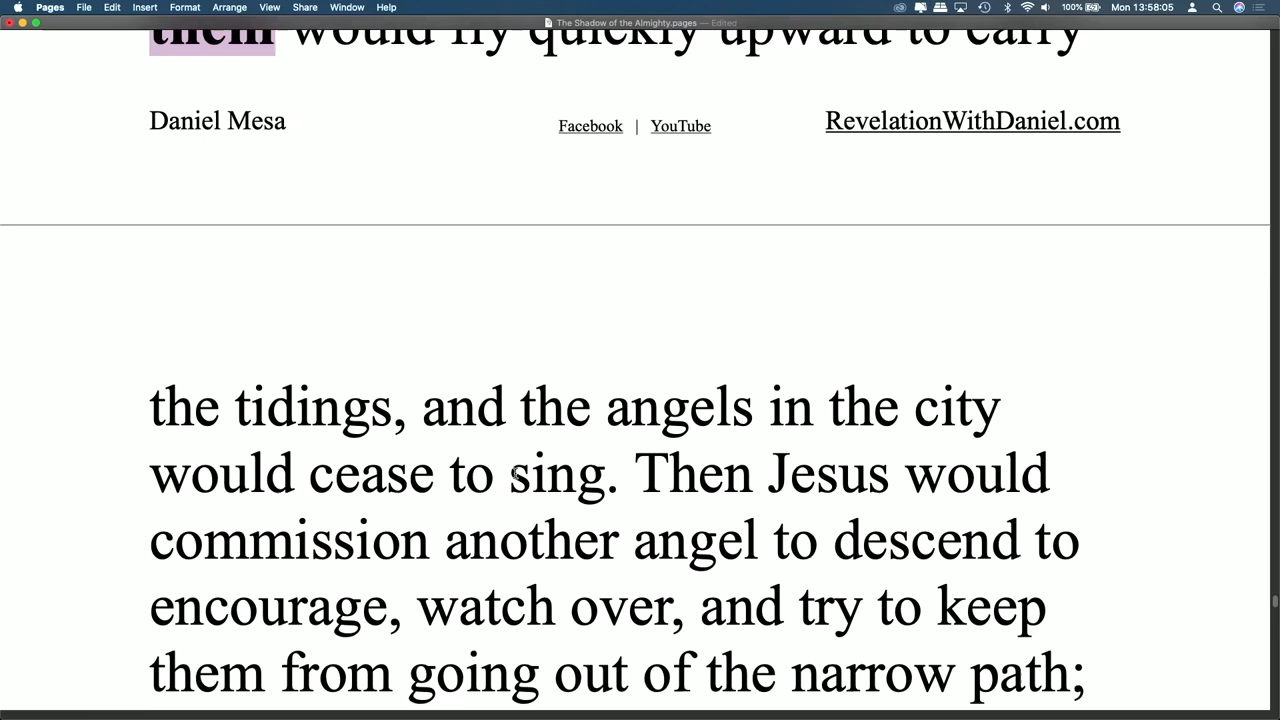 Pages File Edit Insert Format Arrange View Share Window Help 100% Mon 13:58:05
The Shadow of the Almighty.pages — Edited
them would fly quickly upward to carry
Daniel Mesa Facebook | YouTube RevelationWithDaniel.com
the tidings, and the angels in the city
would cease to sing. Then Jesus would
commission another angel to descend to
encourage, watch over, and try to keep
them from going out of the narrow path;